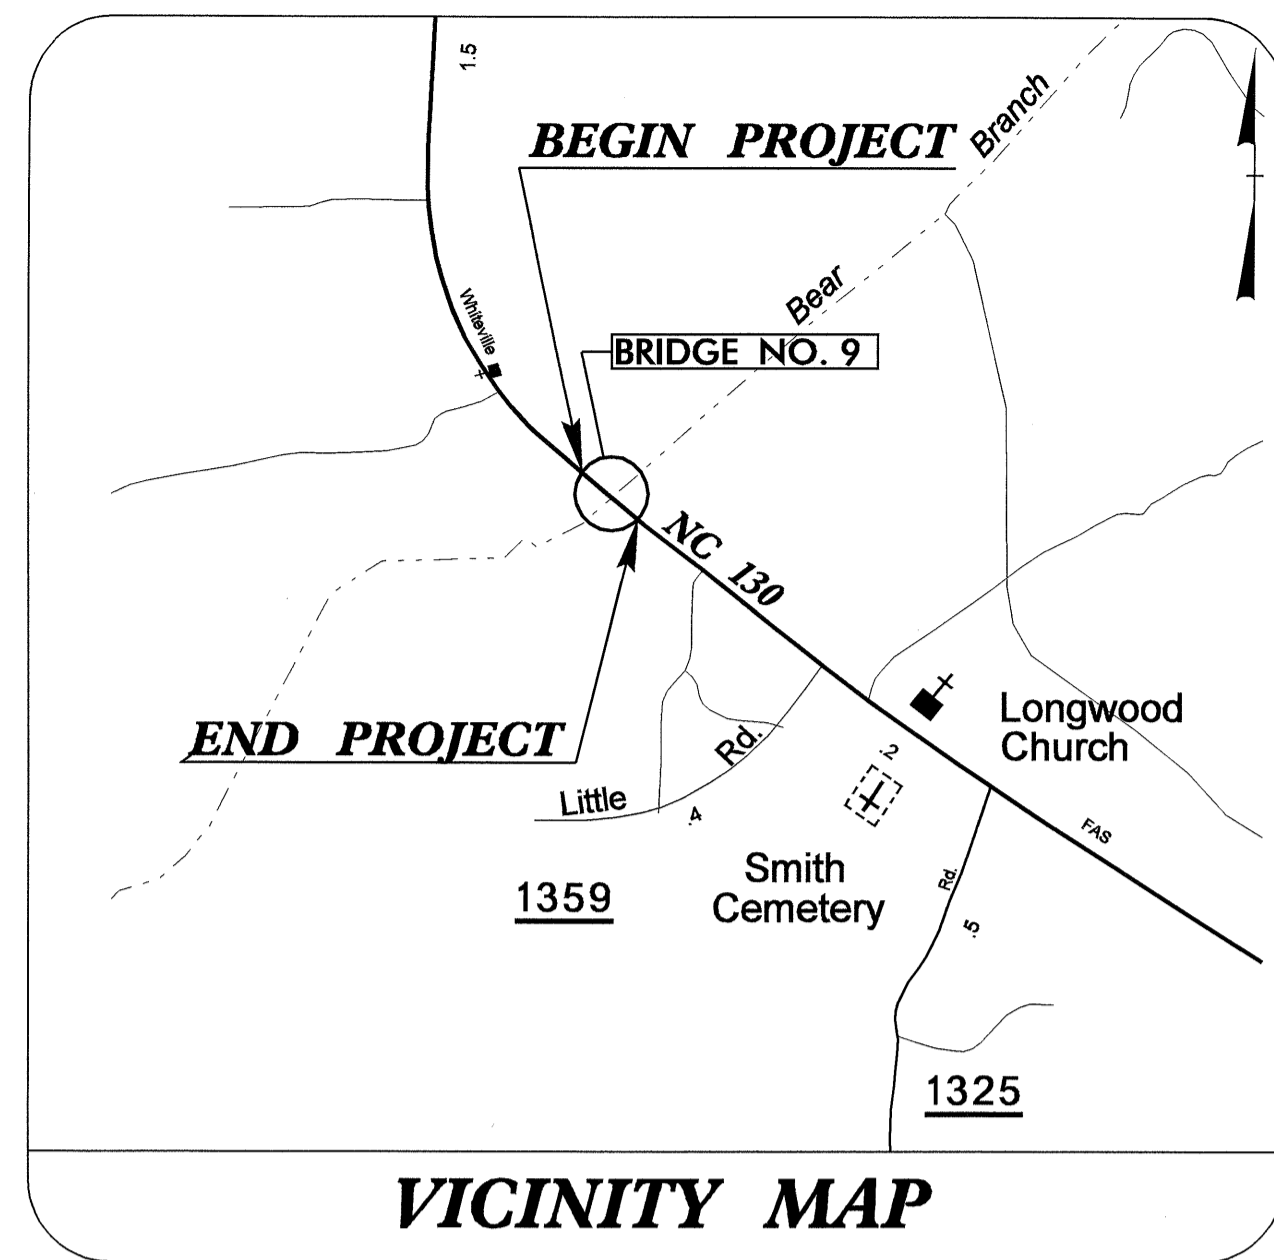 1.5
BEGIN PROJECT
Branch
Bear
Whiteville
BRIDGE NO. 9
NC 130
END PROJECT
Longwood
Church
Little Rd.
.4
.2
FAS
Smith
Cemetery
1359
Rd.
.5
1325
VICINITY MAP